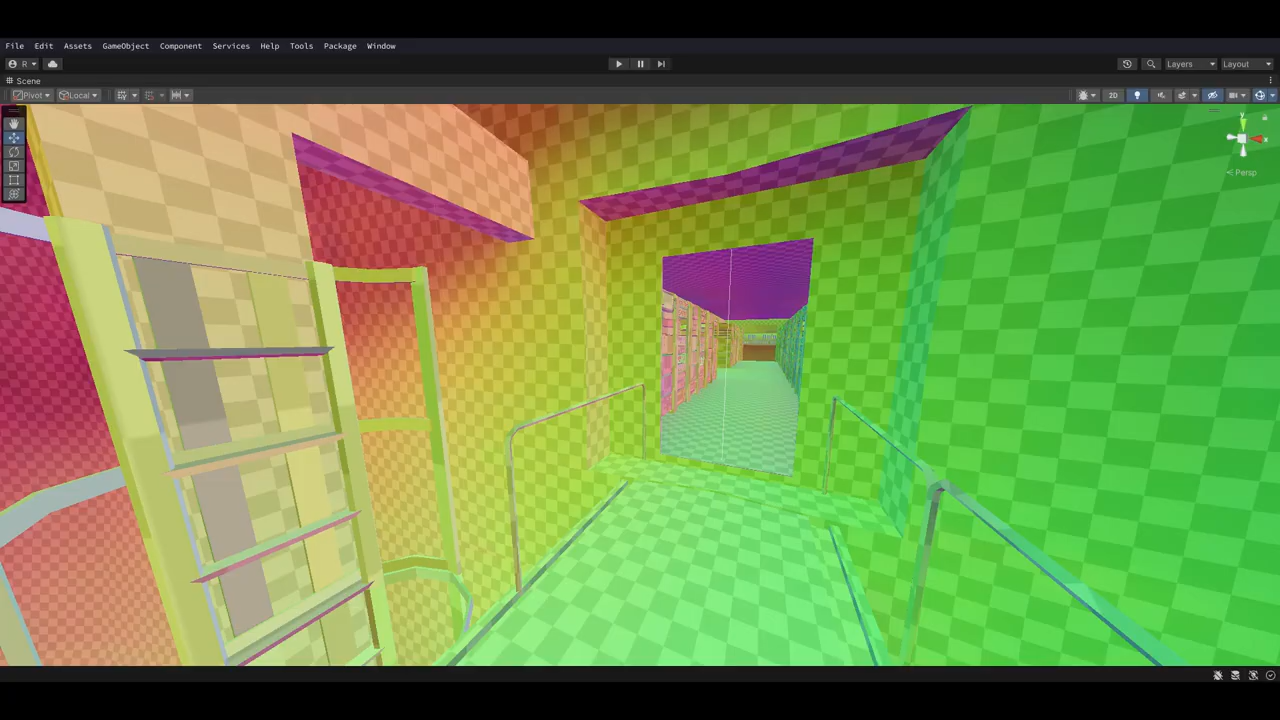 File Edit Assets GameObject Component Services Help Tools Package Window
R Layers Layout
Scene
Pivot Local 2D
y
x
Persp